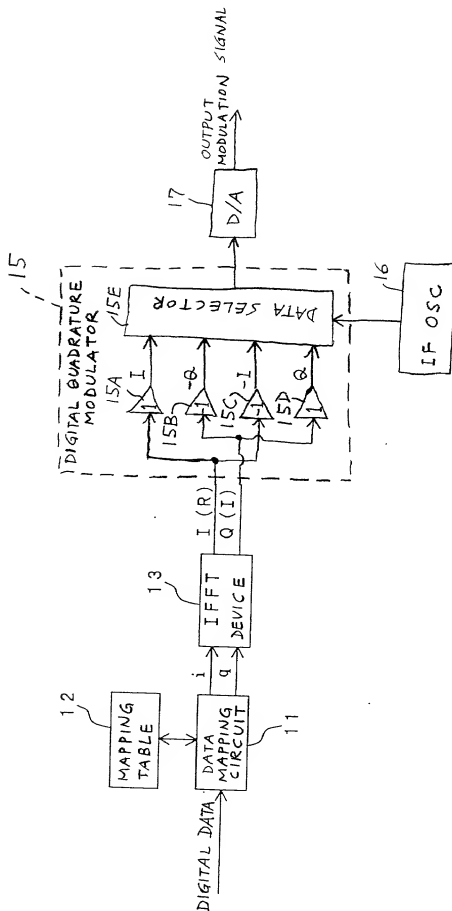 DIGITAL DATA
12
MAPPING
TABLE
DATA
MAPPING
CIRCUIT
11
i
q
13
IFFT
DEVICE
I (R)
Q (I)
15
DIGITAL QUADRATURE
MODULATOR
15A
1
I
15B
-1
-Q
15C
-1
-I
15D
1
Q
15E
DATA SELECTOR
16
IF OSC
17
D/A
OUTPUT
MODULATION SIGNAL